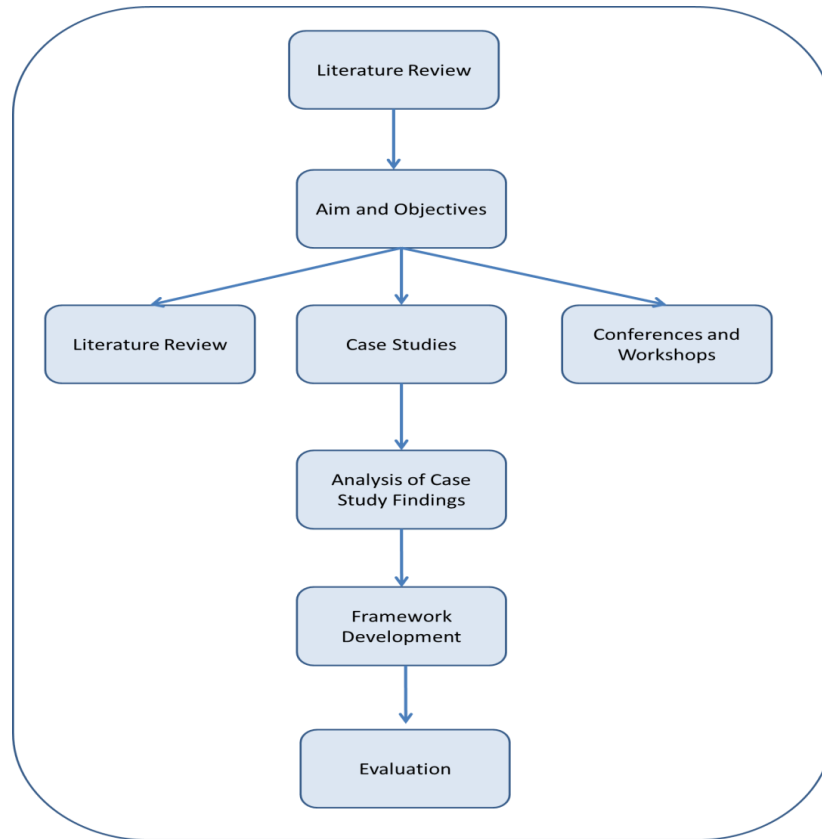 Literature Review
Aim and Objectives
Literature Review
Case Studies
Conferences and
Workshops
Analysis of Case
Study Findings
Framework
Development
Evaluation